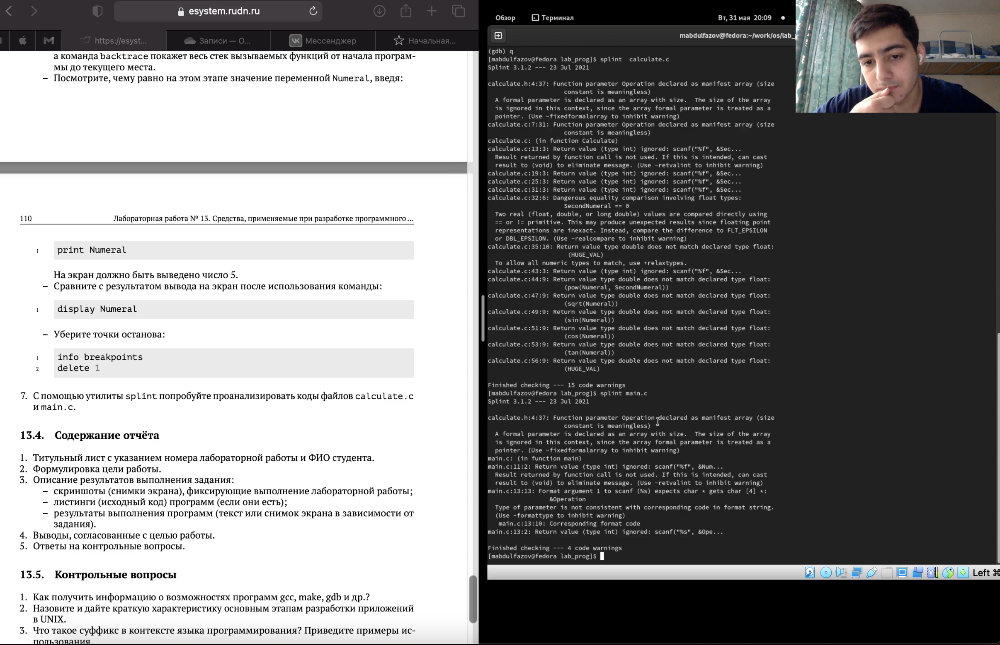 esystem.rudn.ru
https://esyst...
Записи — О...
VK Мессенджер
Начальная...
а команда backtrace покажет весь стек вызываемых функций от начала програм-
мы до текущего места.
– Посмотрите, чему равно на этом этапе значение переменной Numeral, введя:
110 Лабораторная работа № 13. Средства, применяемые при разработке программного ...
1 print Numeral
На экран должно быть выведено число 5.
– Сравните с результатом вывода на экран после использования команды:
1 display Numeral
– Уберите точки останова:
1 info breakpoints
2 delete 1
7. С помощью утилиты splint попробуйте проанализировать коды файлов calculate.c
и main.c.
13.4. Содержание отчёта
1. Титульный лист с указанием номера лабораторной работы и ФИО студента.
2. Формулировка цели работы.
3. Описание результатов выполнения задания:
– скриншоты (снимки экрана), фиксирующие выполнение лабораторной работы;
– листинги (исходный код) программ (если они есть);
– результаты выполнения программ (текст или снимок экрана в зависимости от
задания).
4. Выводы, согласованные с целью работы.
5. Ответы на контрольные вопросы.
13.5. Контрольные вопросы
1. Как получить информацию о возможностях программ gcc, make, gdb и др.?
2. Назовите и дайте краткую характеристику основным этапам разработки приложений
в UNIX.
3. Что такое суффикс в контексте языка программирования? Приведите примеры ис-
пользования.
Обзор Терминал Вт, 31 мая 20:09
mabdulfazov@fedora:~/work/os/lab_
(gdb) q
[mabdulfazov@fedora lab_prog]$ splint  calculate.c
Splint 3.1.2 --- 23 Jul 2021
calculate.h:4:37: Function parameter Operation declared as manifest array (size
constant is meaningless)
A formal parameter is declared as an array with size.  The size of the array
is ignored in this context, since the array formal parameter is treated as a
pointer. (Use -fixedformalarray to inhibit warning)
calculate.c:7:31: Function parameter Operation declared as manifest array (size
constant is meaningless)
calculate.c: (in function Calculate)
calculate.c:13:3: Return value (type int) ignored: scanf("%f", &Sec...
Result returned by function call is not used. If this is intended, can cast
result to (void) to eliminate message. (Use -retvalint to inhibit warning)
calculate.c:19:3: Return value (type int) ignored: scanf("%f", &Sec...
calculate.c:25:3: Return value (type int) ignored: scanf("%f", &Sec...
calculate.c:31:3: Return value (type int) ignored: scanf("%f", &Sec...
calculate.c:32:6: Dangerous equality comparison involving float types:
SecondNumeral == 0
Two real (float, double, or long double) values are compared directly using
== or != primitive. This may produce unexpected results since floating point
representations are inexact. Instead, compare the difference to FLT_EPSILON
or DBL_EPSILON. (Use -realcompare to inhibit warning)
calculate.c:35:10: Return value type double does not match declared type float:
(HUGE_VAL)
To allow all numeric types to match, use +relaxtypes.
calculate.c:43:3: Return value (type int) ignored: scanf("%f", &Sec...
calculate.c:44:9: Return value type double does not match declared type float:
(pow(Numeral, SecondNumeral))
calculate.c:47:9: Return value type double does not match declared type float:
(sqrt(Numeral))
calculate.c:49:9: Return value type double does not match declared type float:
(sin(Numeral))
calculate.c:51:9: Return value type double does not match declared type float:
(cos(Numeral))
calculate.c:53:9: Return value type double does not match declared type float:
(tan(Numeral))
calculate.c:56:9: Return value type double does not match declared type float:
(HUGE_VAL)
Finished checking --- 15 code warnings
[mabdulfazov@fedora lab_prog]$ splint main.c
Splint 3.1.2 --- 23 Jul 2021
calculate.h:4:37: Function parameter Operation declared as manifest array (size
constant is meaningless)
A formal parameter is declared as an array with size.  The size of the array
is ignored in this context, since the array formal parameter is treated as a
pointer. (Use -fixedformalarray to inhibit warning)
main.c: (in function main)
main.c:11:2: Return value (type int) ignored: scanf("%f", &Num...
Result returned by function call is not used. If this is intended, can cast
result to (void) to eliminate message. (Use -retvalint to inhibit warning)
main.c:13:13: Format argument 1 to scanf (%s) expects char * gets char [4] *:
&Operation
Type of parameter is not consistent with corresponding code in format string.
(Use -formattype to inhibit warning)
main.c:13:10: Corresponding format code
main.c:13:2: Return value (type int) ignored: scanf("%s", &Ope...
Finished checking --- 4 code warnings
[mabdulfazov@fedora lab_prog]$
Left ⌘